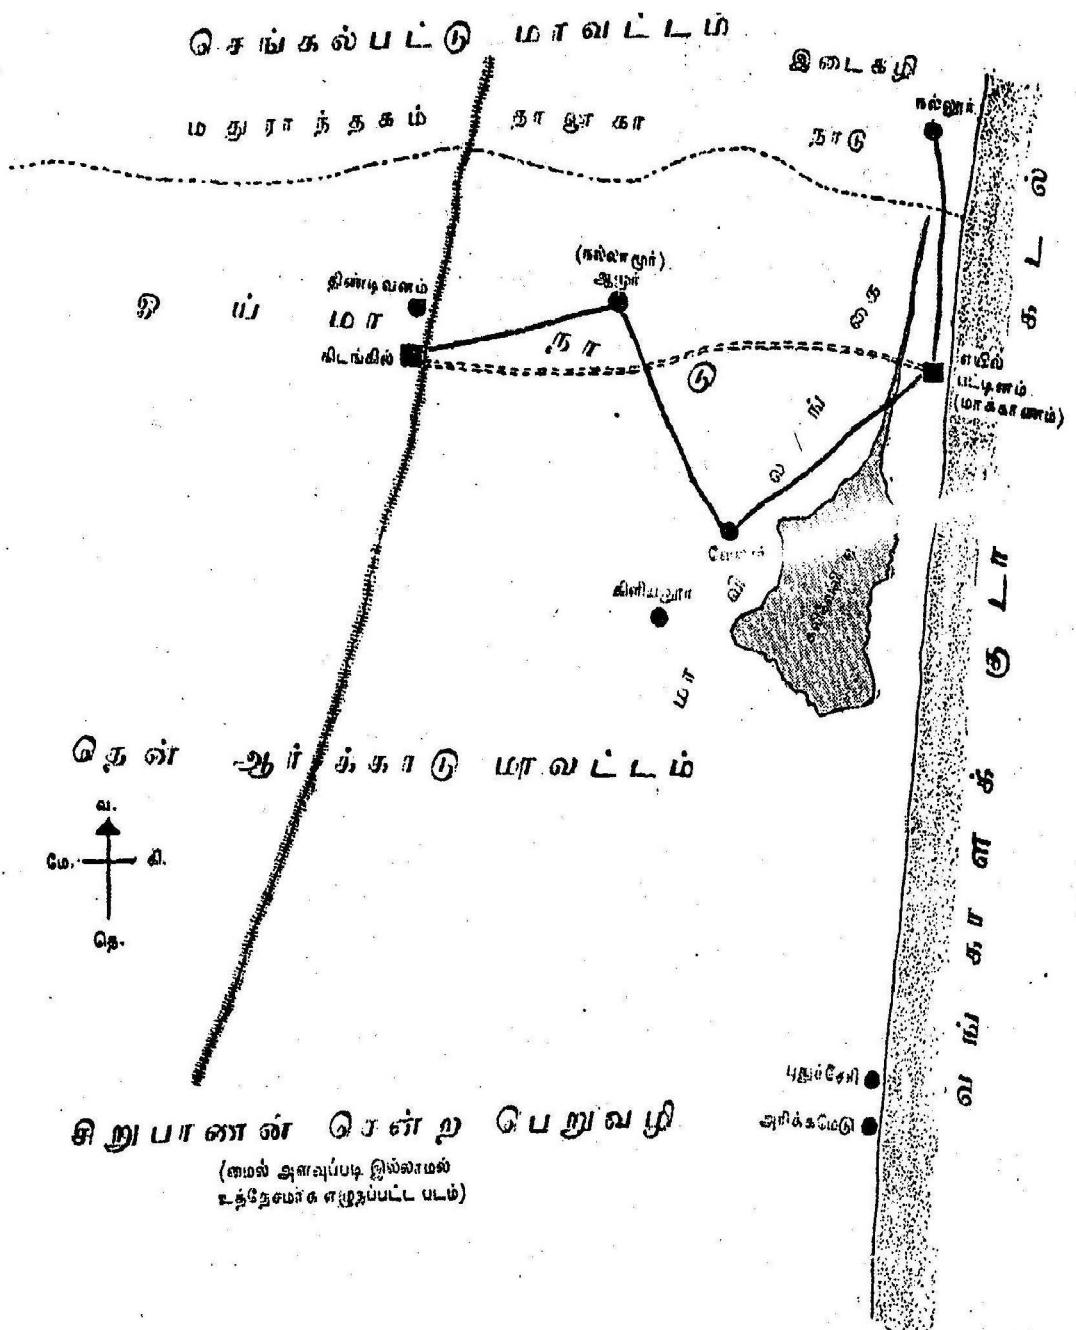 செங்கல்பட்டு மாவட்டம்
இடைகழி
நாடு
மதுராந்தகம் தாலூகா
நல்லூர்
கடல்
(நல்லாமூர்)
ஆமூர்
திண்டிவனம்
ஓய் மா நா டு
கிடங்கில்
எயில்
பட்டினம்
(மரக்காணம்)
மா வி ல ங் கை
கிளியனூர்
தென் ஆர்க்காடு மாவட்டம்
வ.
மே. கி.
தெ.
வங்காளக் குடா
புதுச்சேரி
அரிக்கமேடு
சிறுபாணன் சென்ற பெறுவழி
(மைல் அளவுப்படி இல்லாமல்
உத்தேசமாக எழுதப்பட்ட படம்)